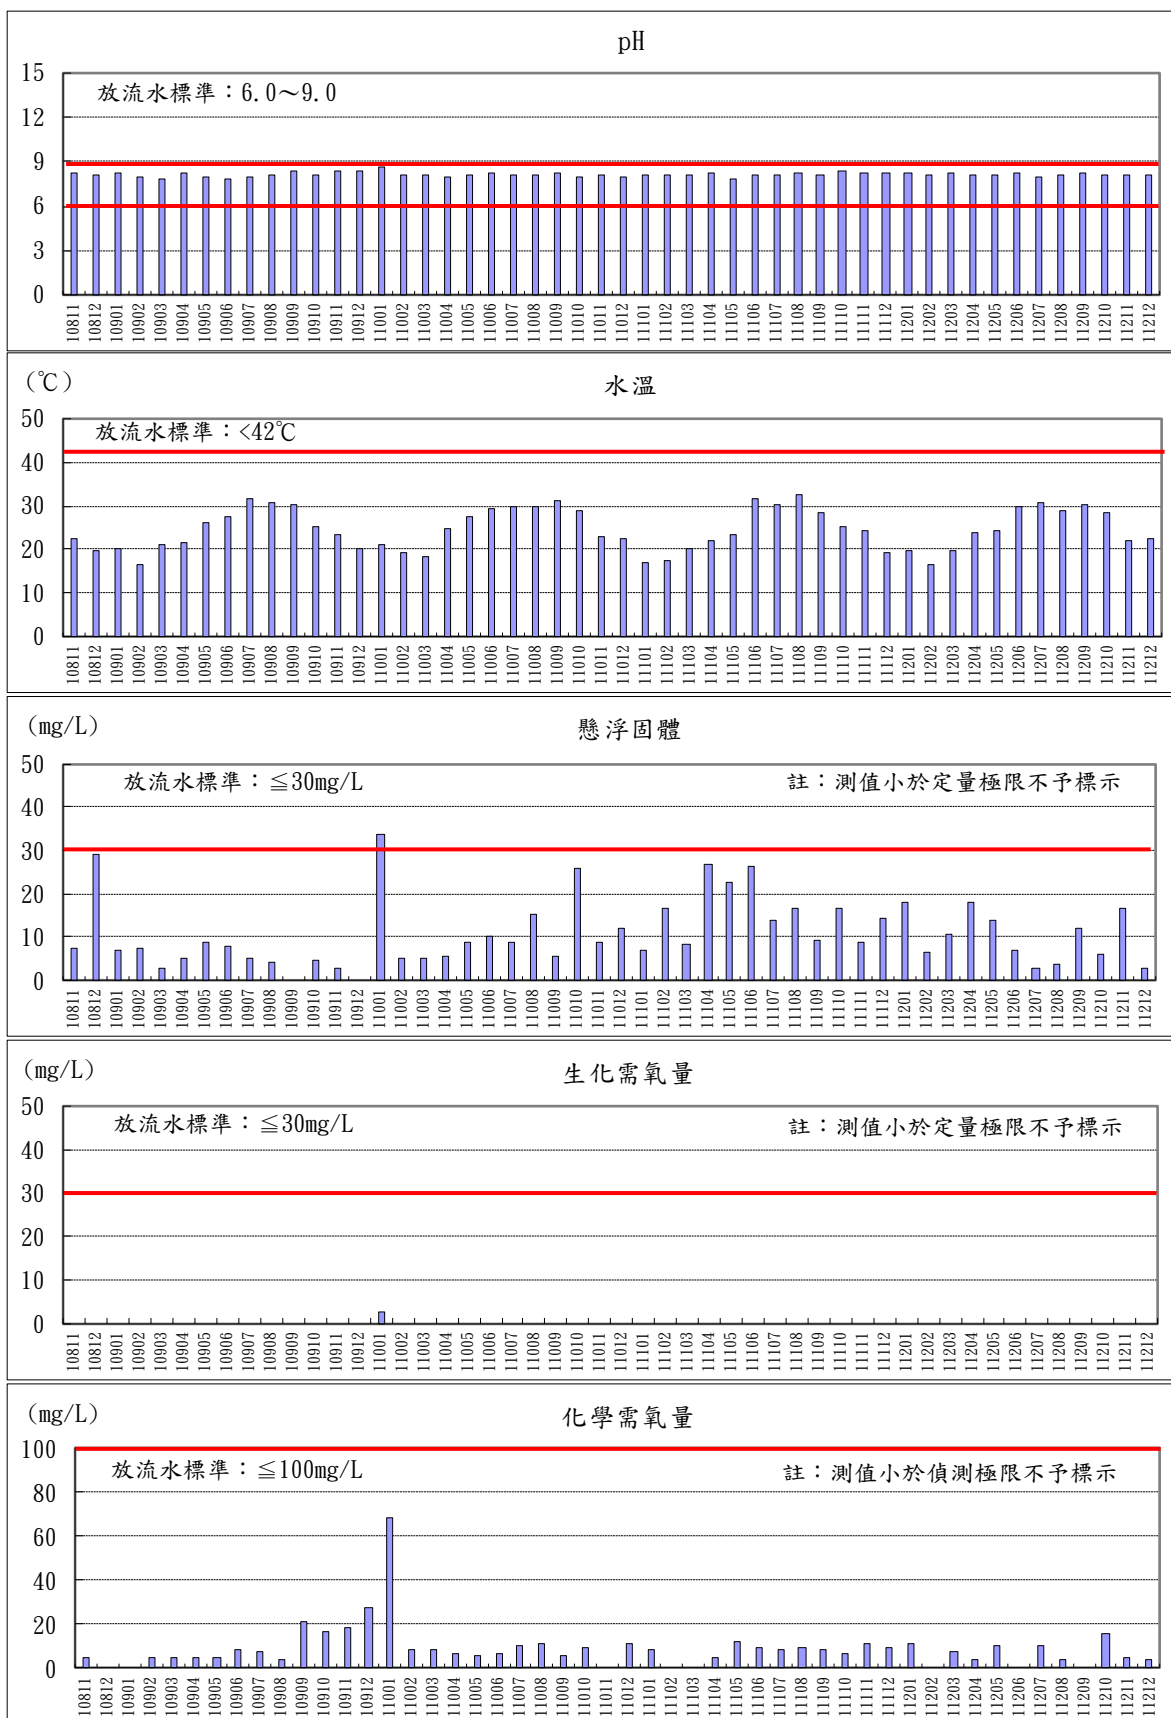 pH
15
放流水標準：6.0～9.0
12
9
6
3
0
10811 10812 10901 10902 10903 10904 10905 10906 10907 10908 10909 10910 10911 10912 11001 11002 11003 11004 11005 11006 11007 11008 11009 11010 11011 11012 11101 11102 11103 11104 11105 11106 11107 11108 11109 11110 11111 11112 11201 11202 11203 11204 11205 11206 11207 11208 11209 11210 11211 11212
(℃)
水溫
50
放流水標準：<42℃
40
30
20
10
0
10811 10812 10901 10902 10903 10904 10905 10906 10907 10908 10909 10910 10911 10912 11001 11002 11003 11004 11005 11006 11007 11008 11009 11010 11011 11012 11101 11102 11103 11104 11105 11106 11107 11108 11109 11110 11111 11112 11201 11202 11203 11204 11205 11206 11207 11208 11209 11210 11211 11212
(mg/L)
懸浮固體
50
放流水標準：≦30mg/L 註：測值小於定量極限不予標示
40
30
20
10
0
10811 10812 10901 10902 10903 10904 10905 10906 10907 10908 10909 10910 10911 10912 11001 11002 11003 11004 11005 11006 11007 11008 11009 11010 11011 11012 11101 11102 11103 11104 11105 11106 11107 11108 11109 11110 11111 11112 11201 11202 11203 11204 11205 11206 11207 11208 11209 11210 11211 11212
(mg/L)
生化需氧量
50
放流水標準：≦30mg/L 註：測值小於定量極限不予標示
40
30
20
10
0
10811 10812 10901 10902 10903 10904 10905 10906 10907 10908 10909 10910 10911 10912 11001 11002 11003 11004 11005 11006 11007 11008 11009 11010 11011 11012 11101 11102 11103 11104 11105 11106 11107 11108 11109 11110 11111 11112 11201 11202 11203 11204 11205 11206 11207 11208 11209 11210 11211 11212
(mg/L)
化學需氧量
100
放流水標準：≦100mg/L 註：測值小於偵測極限不予標示
80
60
40
20
0
10811 10812 10901 10902 10903 10904 10905 10906 10907 10908 10909 10910 10911 10912 11001 11002 11003 11004 11005 11006 11007 11008 11009 11010 11011 11012 11101 11102 11103 11104 11105 11106 11107 11108 11109 11110 11111 11112 11201 11202 11203 11204 11205 11206 11207 11208 11209 11210 11211 11212